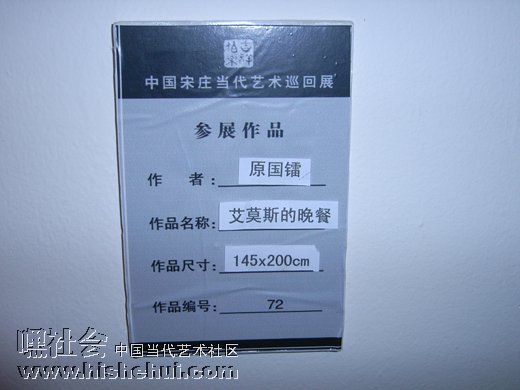 中国宋庄当代艺术巡回展
参展作品
作 者: 原国镭
作品名称: 艾莫斯的晚餐
作品尺寸: 145x200cm
作品编号: 72
嘿社会 中国当代艺术社区
www.hishehui.com